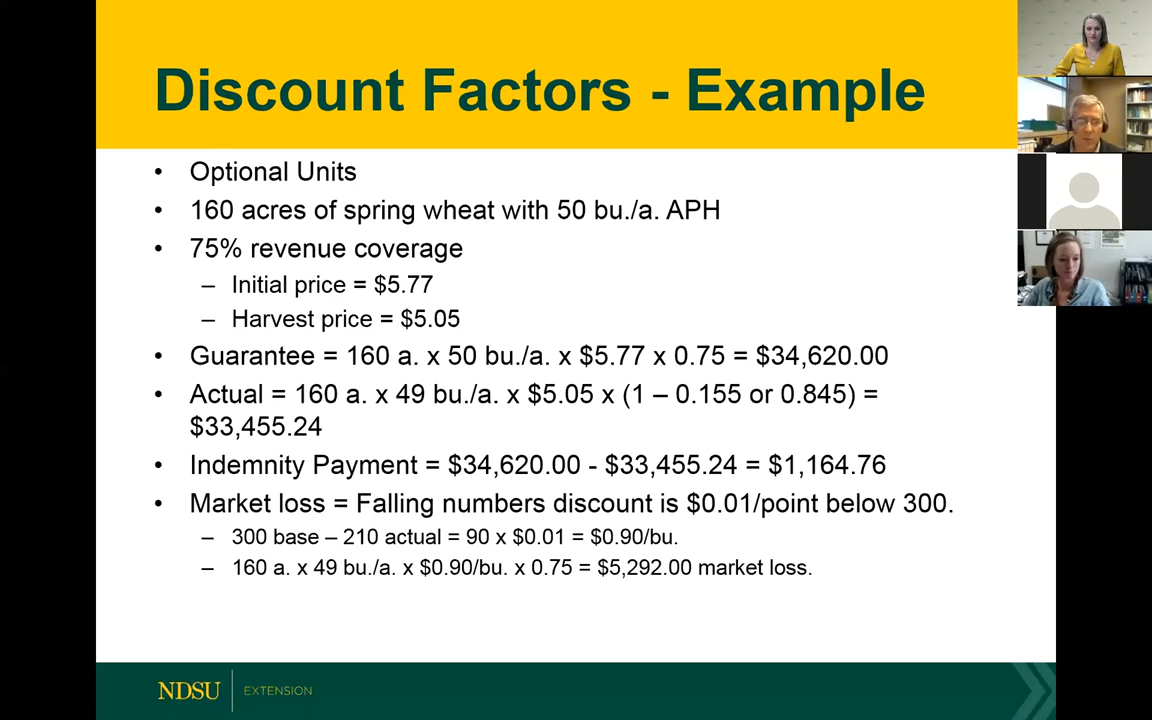 Discount Factors - Example
• Optional Units
• 160 acres of spring wheat with 50 bu./a. APH
• 75% revenue coverage
– Initial price = $5.77
– Harvest price = $5.05
• Guarantee = 160 a. x 50 bu./a. x $5.77 x 0.75 = $34,620.00
• Actual = 160 a. x 49 bu./a. x $5.05 x (1 – 0.155 or 0.845) =
$33,455.24
• Indemnity Payment = $34,620.00 - $33,455.24 = $1,164.76
• Market loss = Falling numbers discount is $0.01/point below 300.
– 300 base – 210 actual = 90 x $0.01 = $0.90/bu.
– 160 a. x 49 bu./a. x $0.90/bu. x 0.75 = $5,292.00 market loss.
NDSU EXTENSION